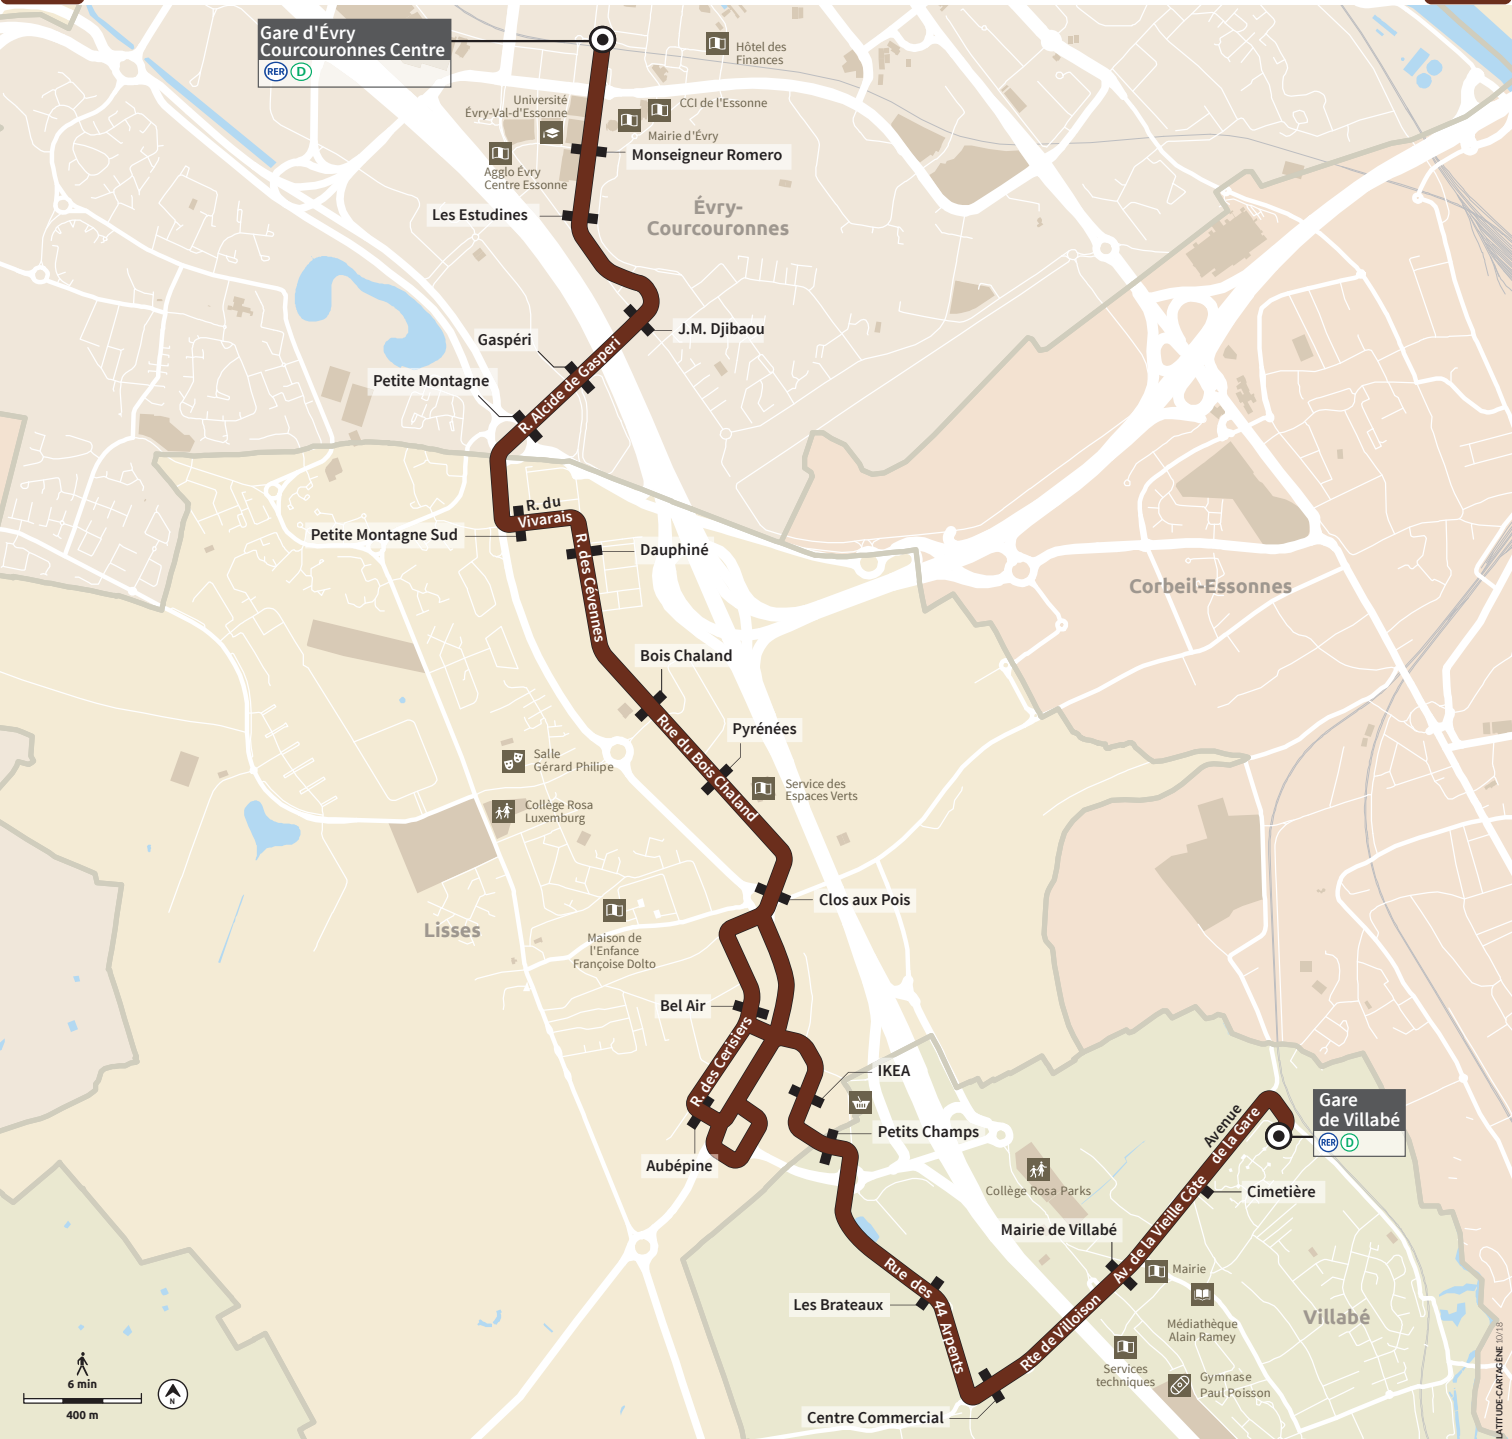 Gare d'Évry
Courcouronnes Centre
RER D
Hôtel des
Finances
Université
Évry-Val-d'Essonne
CCI de l'Essonne
Mairie d'Évry
Monseigneur Romero
Agglo Évry
Centre Essonne
Les Estudines
Évry-
Courcouronnes
J.M. Djibaou
Gaspéri
R. Alcide de Gasperi
Petite Montagne
R. du
Vivarais
Petite Montagne Sud
Dauphiné
R. des Cévennes
Corbeil-Essonnes
Bois Chaland
Pyrénées
Rue du Bois Chaland
Salle
Gérard Philipe
Service des
Espaces Verts
Collège Rosa
Luxemburg
Clos aux Pois
Lisses
Maison de
l'Enfance
Françoise Dolto
Bel Air
R. des Cerisiers
IKEA
Petits Champs
Aubépine
Gare
de Villabé
RER D
Avenue
de la Gare
Collège Rosa Parks
Cimetière
Av. de la Vieille Côte
Mairie de Villabé
Mairie
Rue des 44 Arpents
Les Brateaux
Rte de Villoison
Médiathèque
Alain Ramey
Villabé
Services
techniques
Gymnase
Paul Poisson
Centre Commercial
6 min
400 m
N
LATITUDE-CARTAGÈNE 10/18